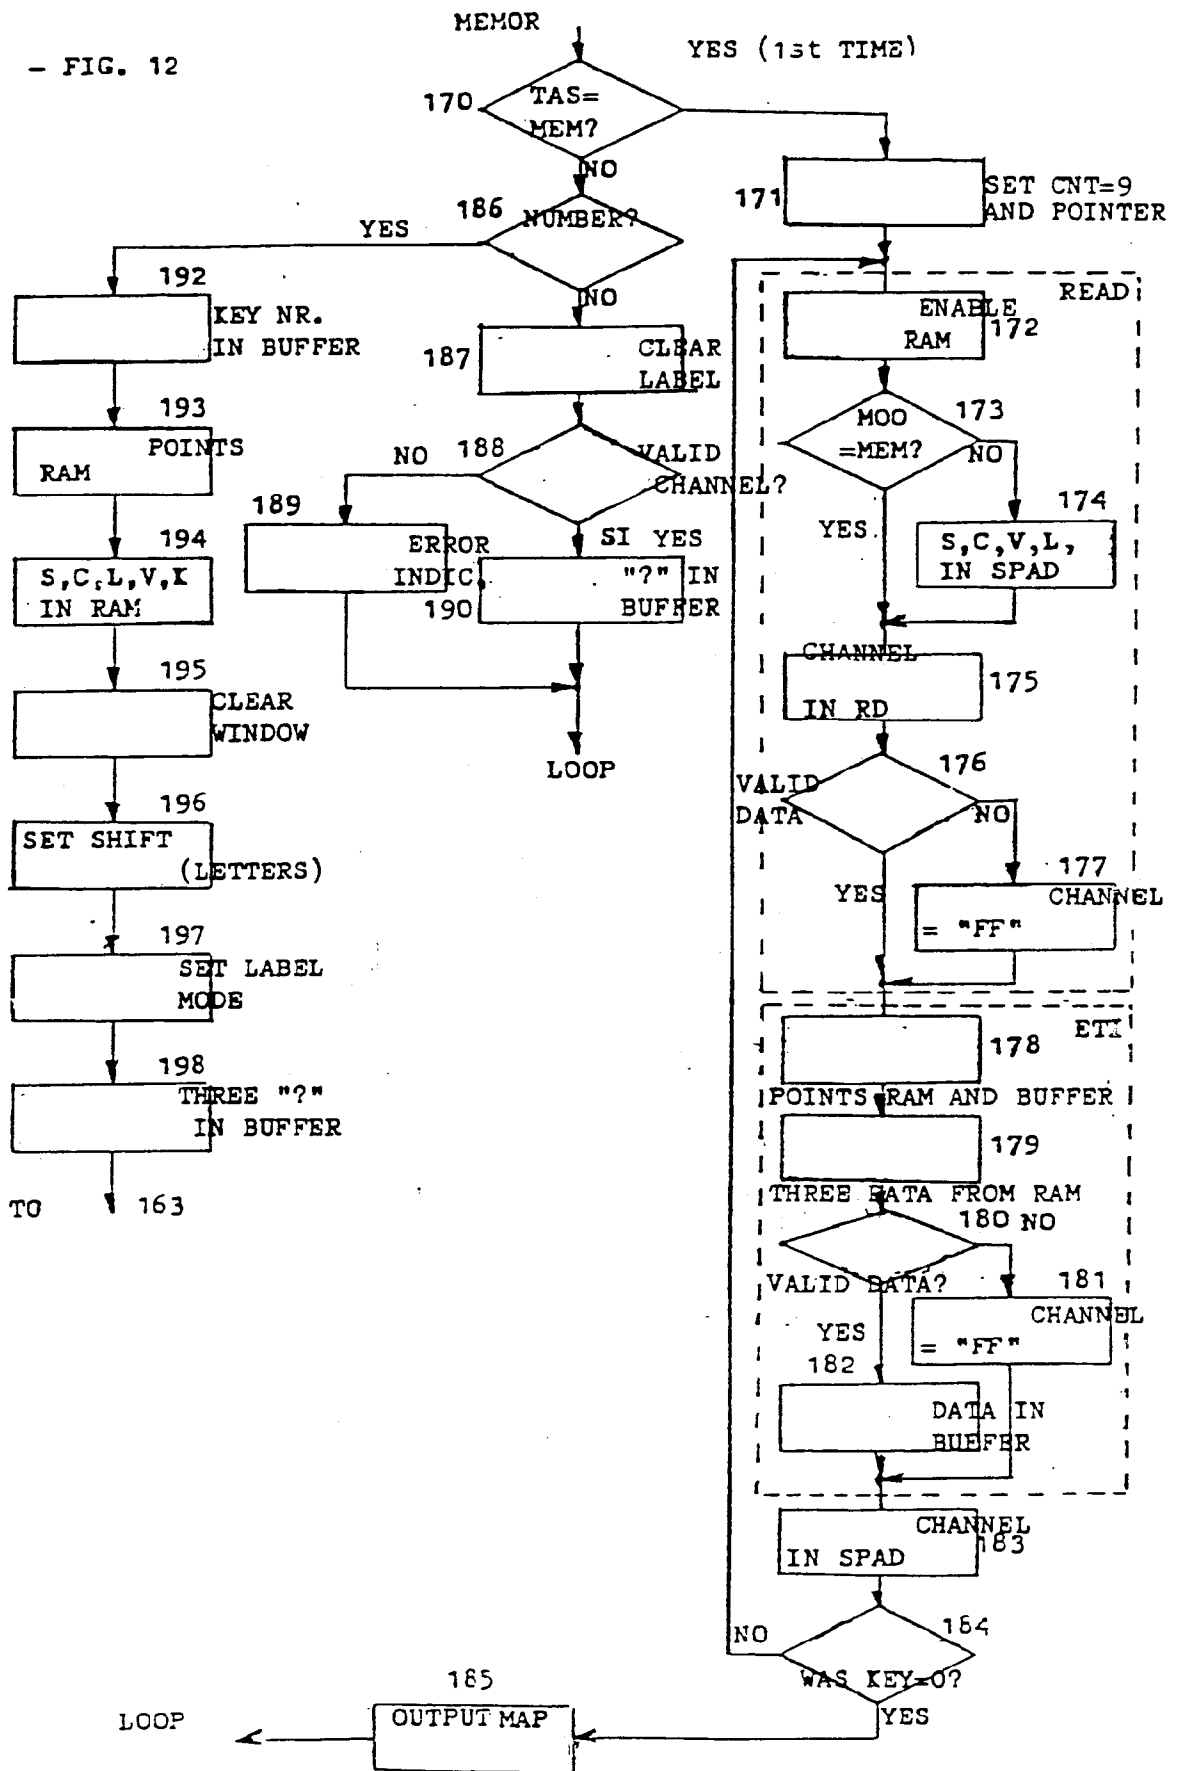 MEMOR
YES (1st TIME)
- FIG. 12
170
TAS=
MEM?
NO
171
SET CNT=9
AND POINTER
186
NUMBER?
YES
NO
192
KEY NR.
IN BUFFER
READ
ENABLE
RAM
172
187
CLEAR
LABEL
193
POINTS
RAM
MOO
=MEM?
173
NO
188
VALID
CHANNEL?
NO
YES
174
S,C,V,L,
IN SPAD
189
ERROR
INDIC.
SI YES
190
"?" IN
BUFFER
194
S,C,L,V,K
IN RAM
CHANNEL
IN RD
175
195
CLEAR
WINDOW
LOOP
176
VALID
DATA
NO
196
SET SHIFT
(LETTERS)
YES
177
CHANNEL
= "FF"
197
SET LABEL
MODE
ETI
178
POINTS RAM AND BUFFER
198
THREE "?"
IN BUFFER
179
THREE DATA FROM RAM
TO 163
180 NO
VALID DATA?
181
CHANNEL
= "FF"
YES
182
DATA IN
BUFFER
CHANNEL
183
IN SPAD
184
NO
WAS KEY=0?
YES
185
OUTPUT MAP
LOOP